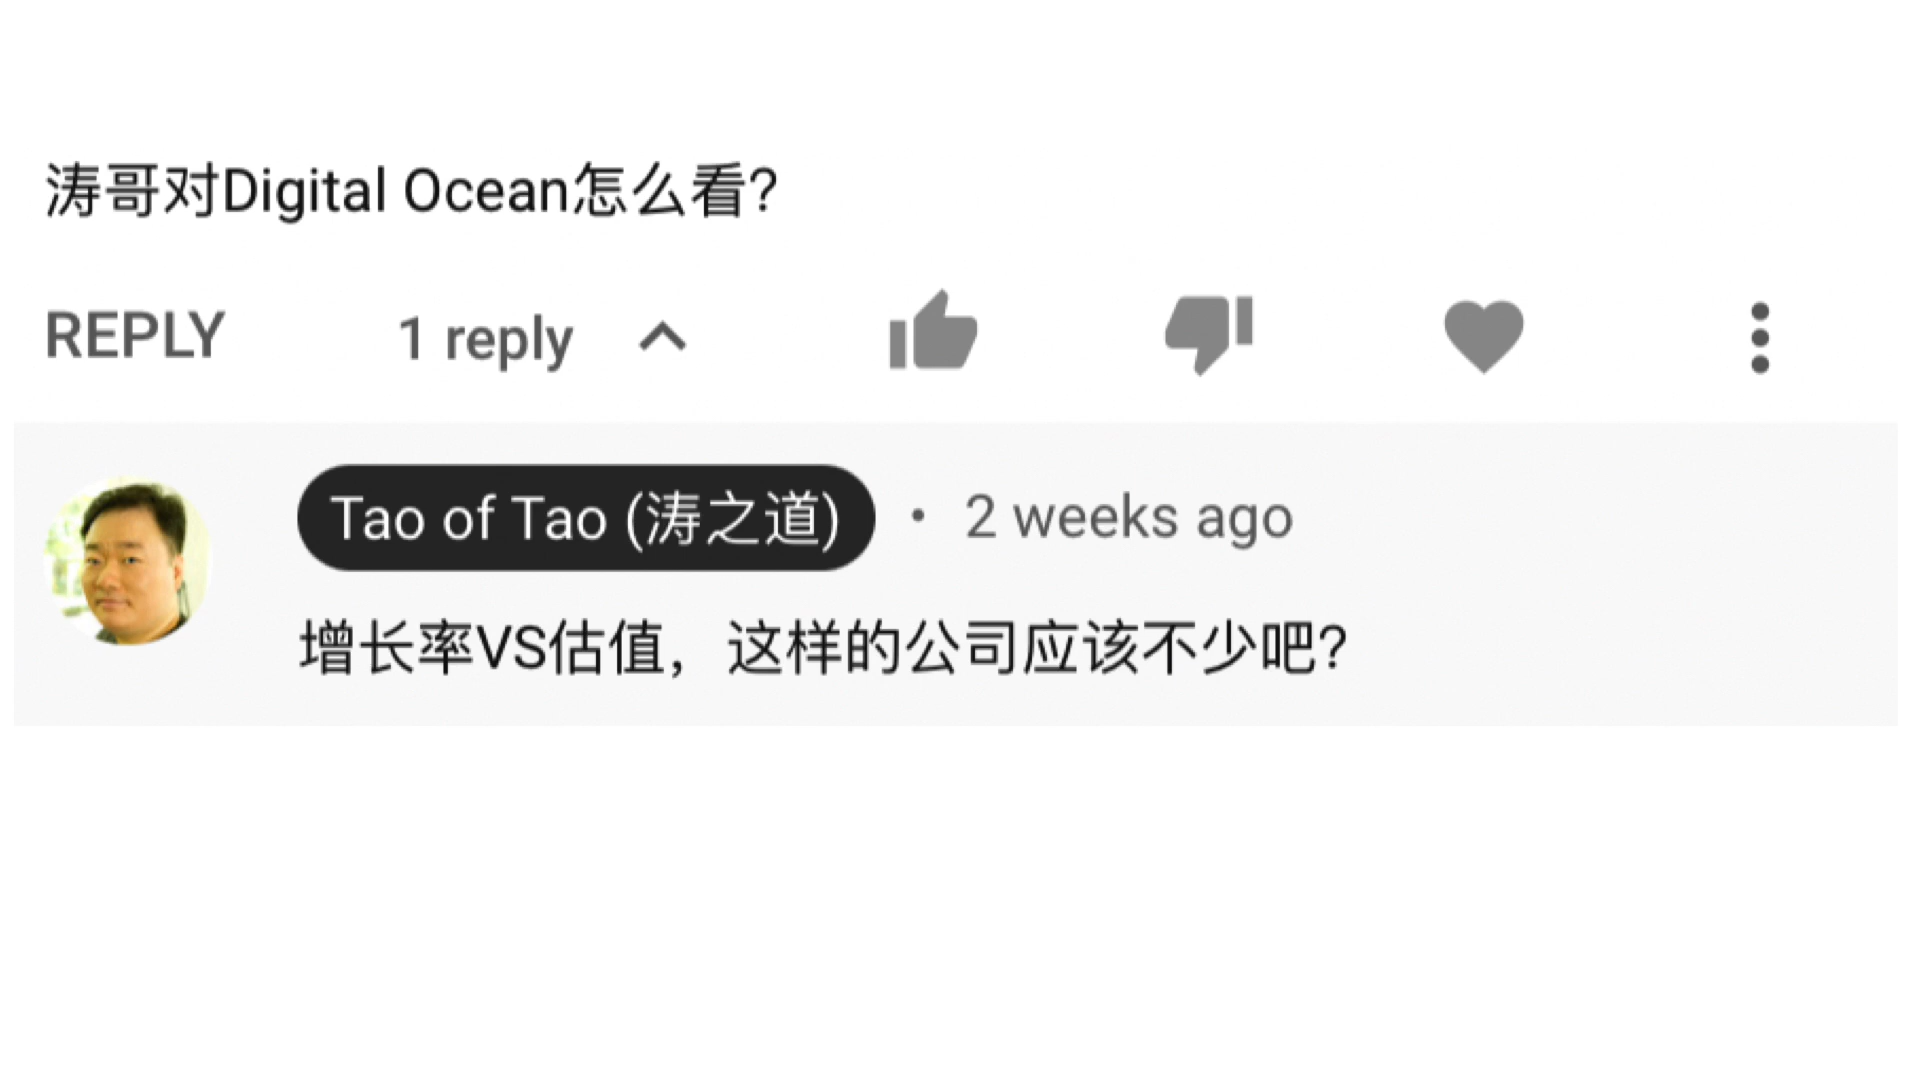 涛哥对Digital Ocean怎么看?
REPLY 1 reply
Tao of Tao (涛之道) • 2 weeks ago
增长率VS估值，这样的公司应该不少吧?